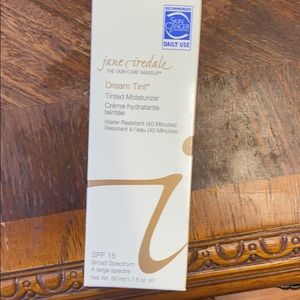 RECOMMENDED
SKIN
CANCER
DAILY USE
jane iredale
THE SKIN CARE MAKEUP
Dream Tint®
Tinted Moisturizer
Crème hydratante
teintée
Water Resistant (40 Minutes)
Résistant à l'eau (40 Minutes)
SPF 15
Broad Spectrum
À large spectre
Net Wt. 50 ml/1.7 fl. oz. e